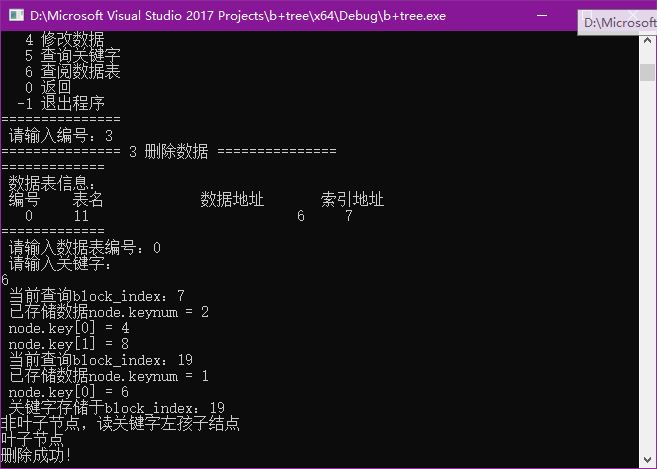 D:\Microsoft Visual Studio 2017 Projects\b+tree\x64\Debug\b+tree.exe
D:\Microsoft
4 修改数据
5 查询关键字
6 查阅数据表
0 返回
-1 退出程序
===============
请输入编号：3
=============== 3 删除数据 ===============
=============
数据表信息：
编号 表名 数据地址 索引地址
0 11 6 7
=============
请输入数据表编号：0
请输入关键字：
6
当前查询block_index：7
已存储数据node.keynum = 2
node.key[0] = 4
node.key[1] = 8
当前查询block_index：19
已存储数据node.keynum = 1
node.key[0] = 6
关键字存储于block_index：19
非叶子节点，读关键字左孩子结点
叶子节点
删除成功！